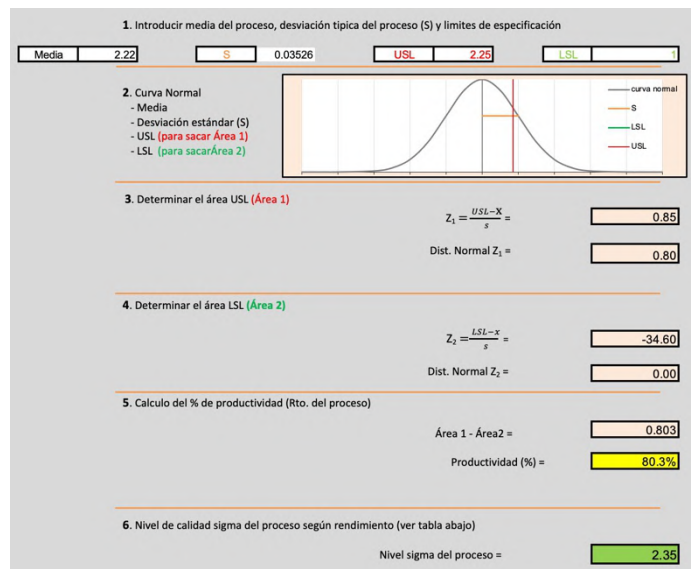 1. Introducir media del proceso, desviación tipica del proceso (S) y limites de especificación
Media 2.22 S 0.03526 USL 2.25 LSL 1
2. Curva Normal
- Media
- Desviación estándar (S)
- USL (para sacar Área 1)
- LSL (para sacarÁrea 2)
curva normal
S
LSL
USL
3. Determinar el área USL (Área 1)
Z₁ = USL−X / s = 0.85
Dist. Normal Z₁ = 0.80
4. Determinar el área LSL (Área 2)
Z₂ = LSL−x / s = -34.60
Dist. Normal Z₂ = 0.00
5. Calculo del % de productividad (Rto. del proceso)
Área 1 - Área2 = 0.803
Productividad (%) = 80.3%
6. Nivel de calidad sigma del proceso según rendimiento (ver tabla abajo)
Nivel sigma del proceso = 2.35